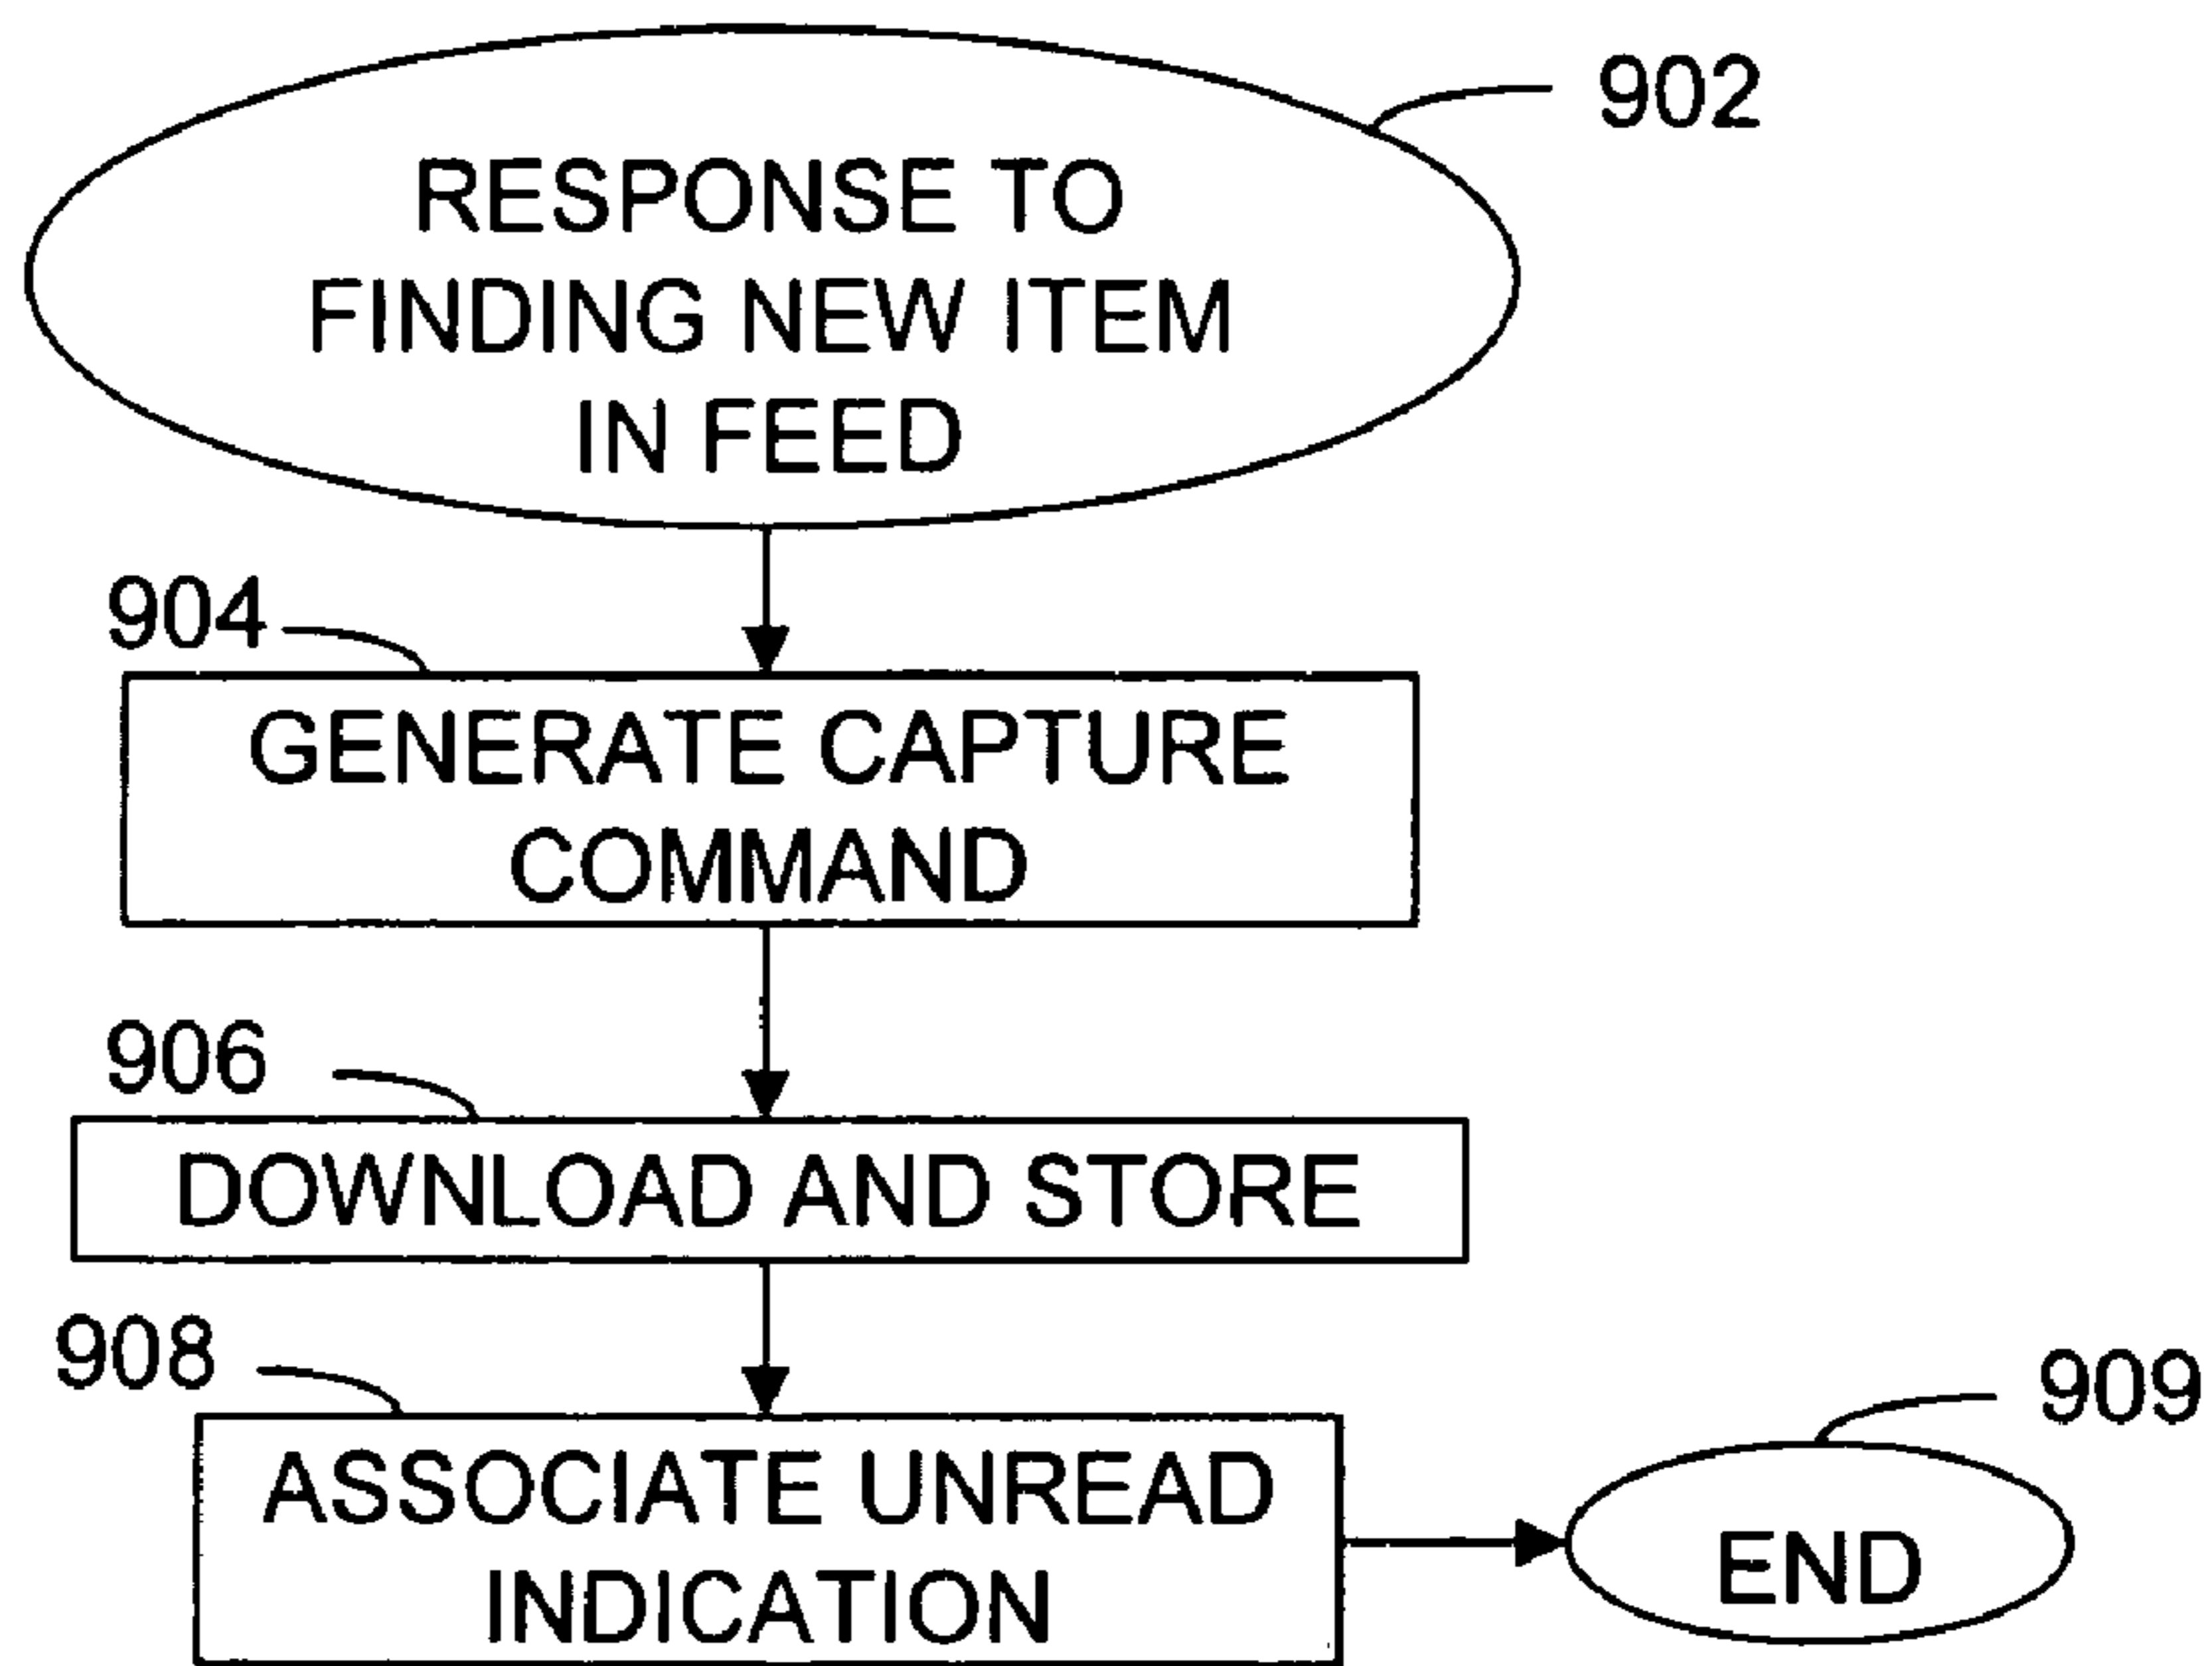 902
RESPONSE TO
FINDING NEW ITEM
IN FEED
904
GENERATE CAPTURE
COMMAND
906
DOWNLOAD AND STORE
908
ASSOCIATE UNREAD
INDICATION
909
END